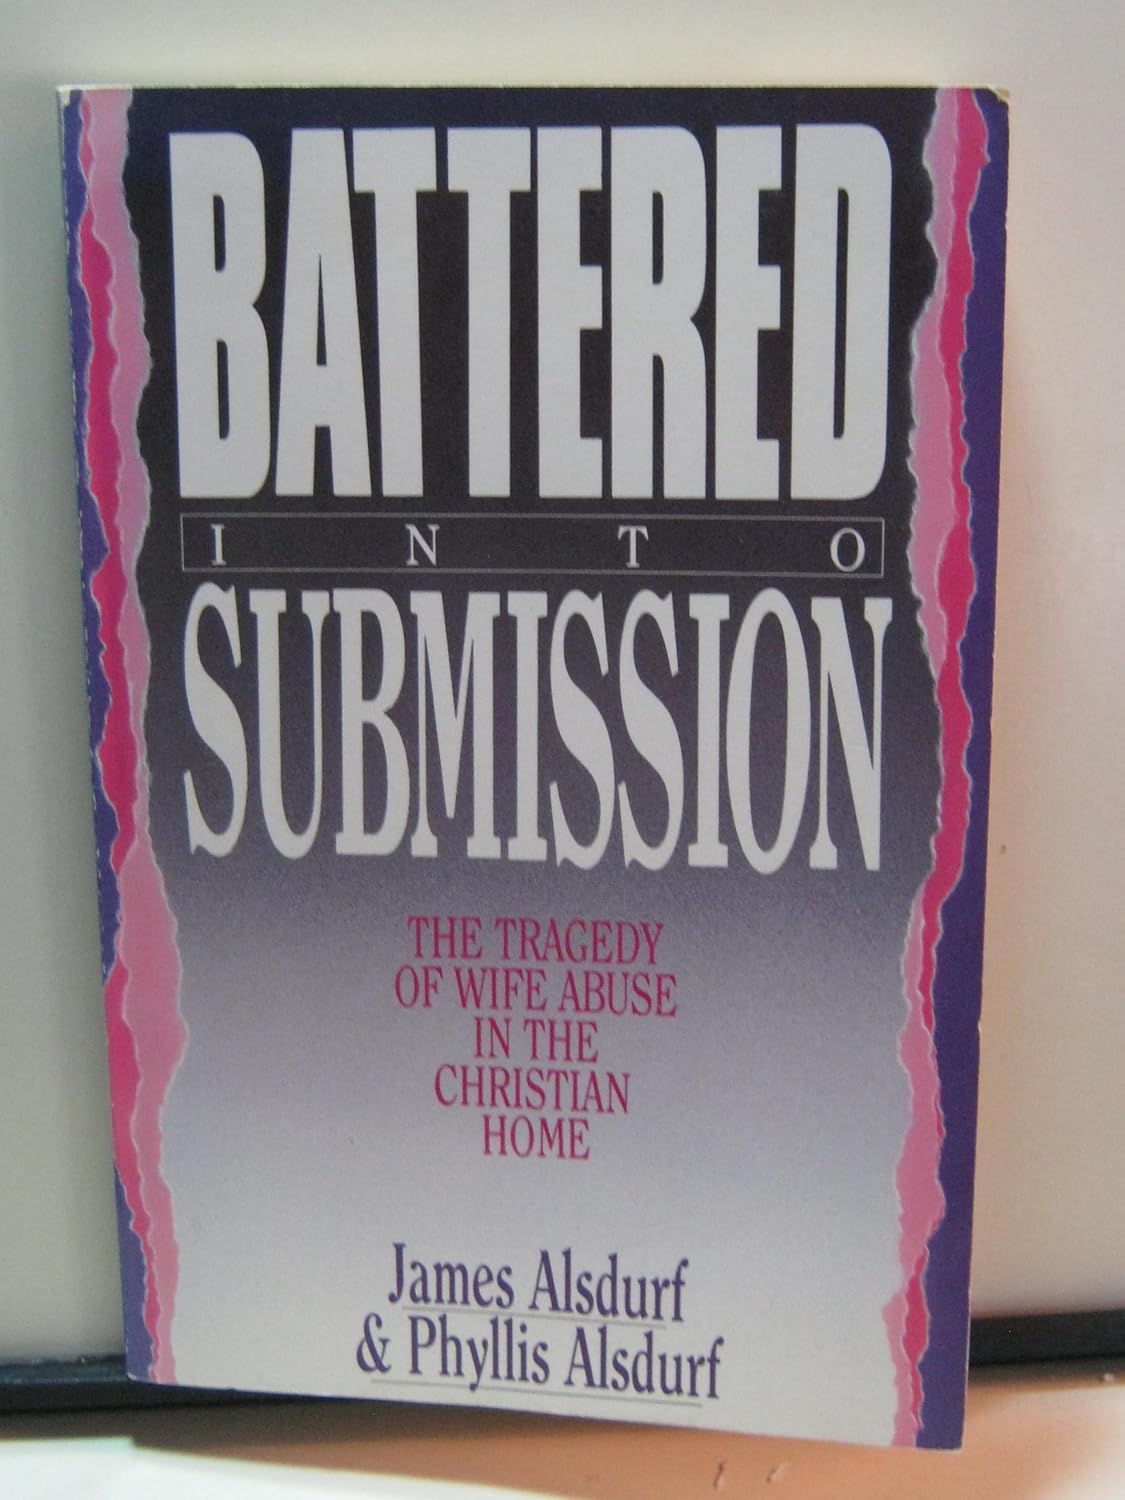 BATTERED
INTO
SUBMISSION
THE TRAGEDY
OF WIFE ABUSE
IN THE
CHRISTIAN
HOME
James Alsdurf
& Phyllis Alsdurf